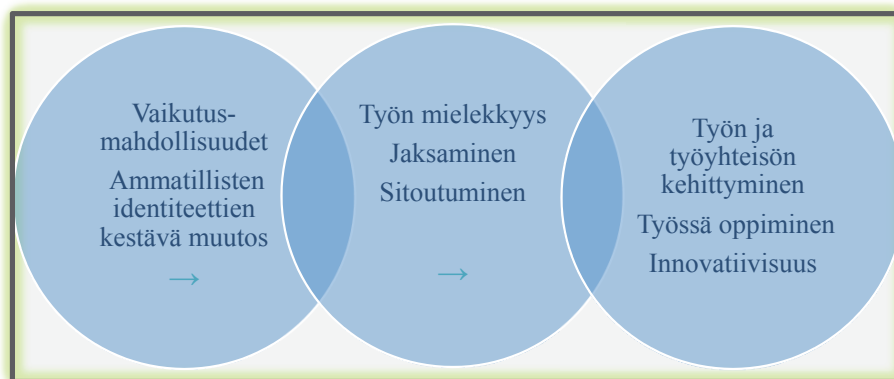 Vaikutus-
mahdollisuudet
Ammatillisten
identiteettien
kestävä muutos
→
Työn mielekkyys
Jaksaminen
Sitoutuminen
→
Työn ja
työyhteisön
kehittyminen
Työssä oppiminen
Innovatiivisuus